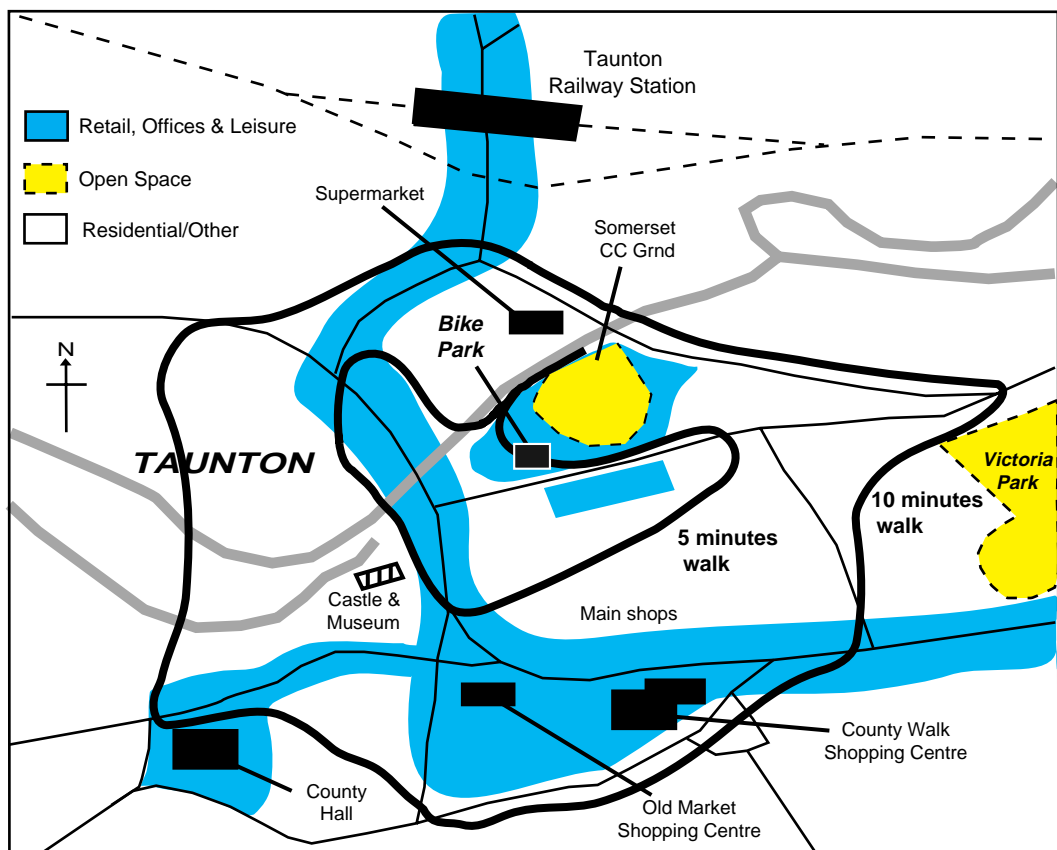 Taunton
Railway Station
Retail, Offices & Leisure
Open Space
Residential/Other
Supermarket
Somerset
CC Grnd
Bike
Park
N
TAUNTON
Victoria
Park
10 minutes
walk
5 minutes
walk
Castle &
Museum
Main shops
County Walk
Shopping Centre
County
Hall
Old Market
Shopping Centre